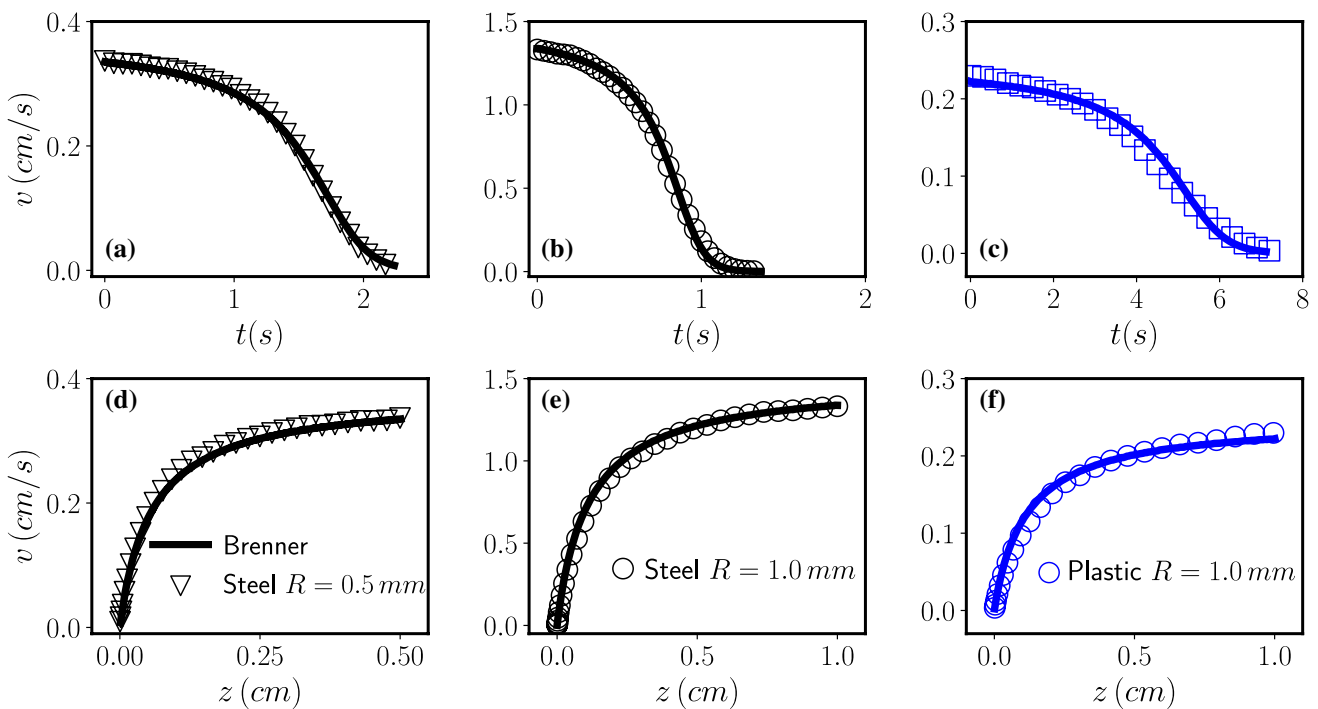 0.4
0.2
0.0
v (cm/s)
(a)
0 1 2
t(s)
1.5
1.0
0.5
0.0
(b)
0 1 2
t(s)
0.3
0.2
0.1
0.0
(c)
0 2 4 6 8
t(s)
0.4
0.2
0.0
v (cm/s)
(d)
Brenner
Steel R = 0.5 mm
0.00 0.25 0.50
z (cm)
1.5
1.0
0.5
0.0
(e)
Steel R = 1.0 mm
0.0 0.5 1.0
z (cm)
0.3
0.2
0.1
0.0
(f)
Plastic R = 1.0 mm
0.0 0.5 1.0
z (cm)